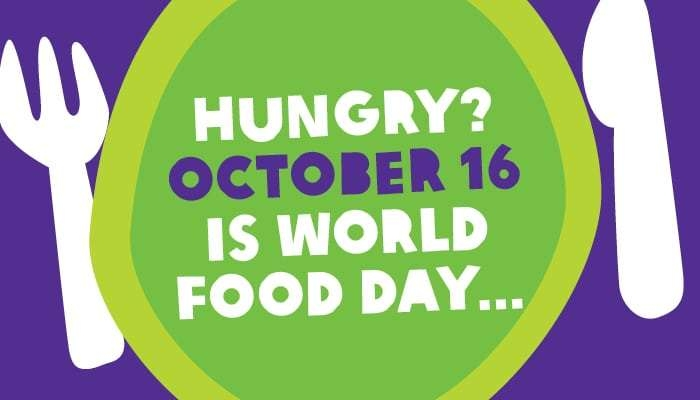 HUNGRY?
OCTOBER 16
IS WORLD
FOOD DAY...